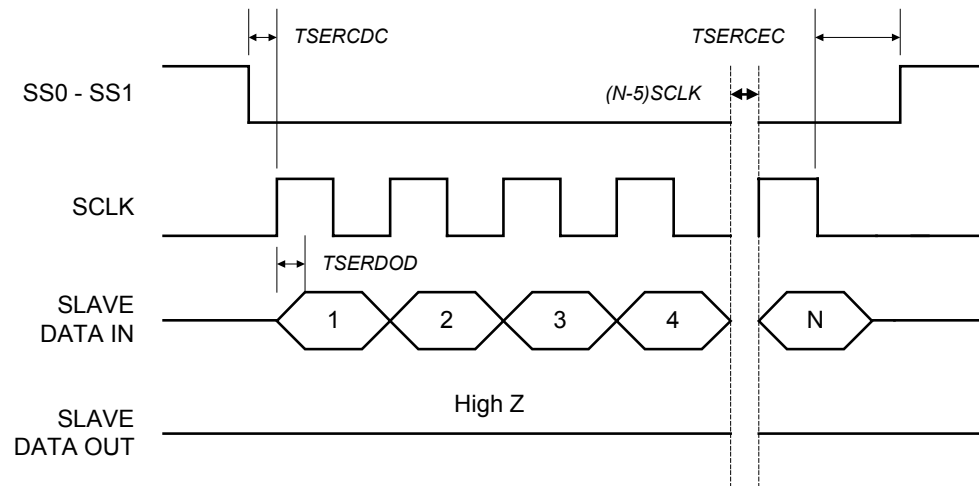 TSERCDC
TSERCEC
SS0 - SS1
(N-5)SCLK
SCLK
TSERDOD
SLAVE
DATA IN
1
2
3
4
N
High Z
SLAVE
DATA OUT